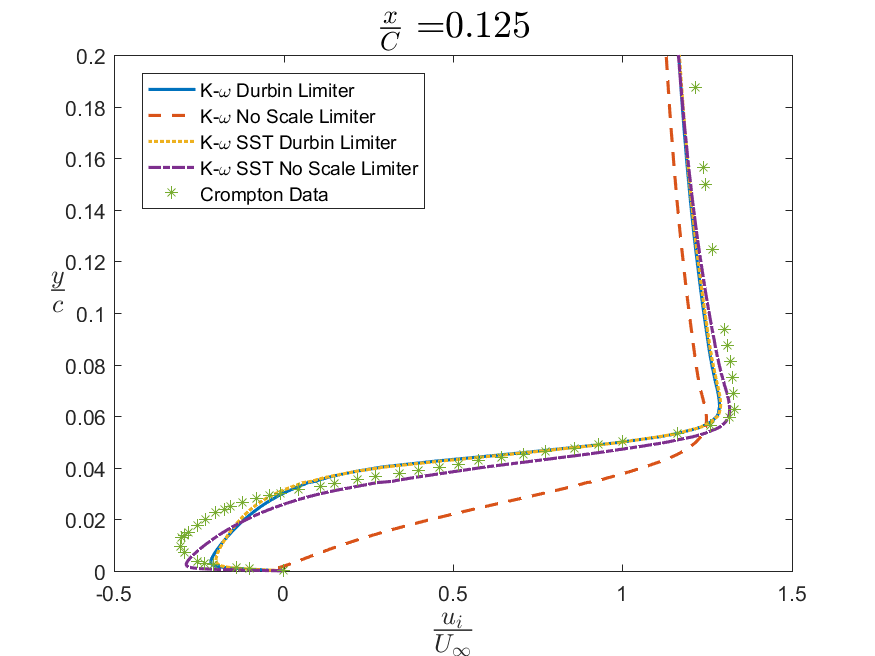 x/C =0.125
0.2
0.18
0.16
0.14
0.12
0.1
0.08
0.06
0.04
0.02
0
y/c
K-ω Durbin Limiter
K-ω No Scale Limiter
K-ω SST Durbin Limiter
K-ω SST No Scale Limiter
Crompton Data
-0.5 0 0.5 1 1.5
u_i/U_∞